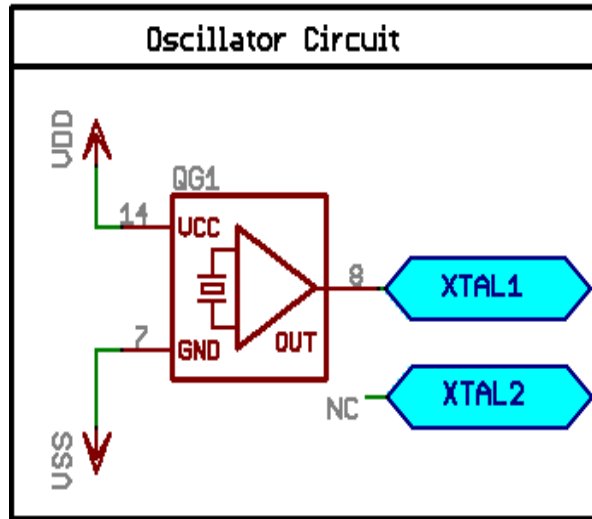 Oscillator Circuit
VDD
QG1
14
VCC
8
XTAL1
7
GND
OUT
NC
XTAL2
VSS